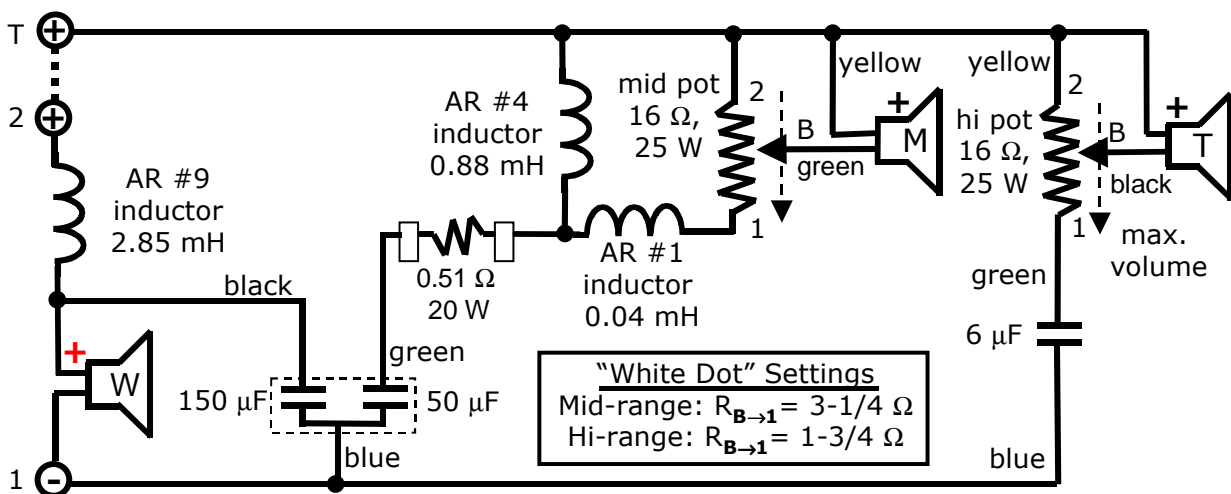 T
+
2
+
AR #9
inductor
2.85 mH
black
+
W
150 μF
50 μF
1
-
blue
green
0.51 Ω
20 W
AR #4
inductor
0.88 mH
AR #1
inductor
0.04 mH
mid pot
16 Ω,
25 W
2
1
B
green
yellow
+
M
yellow
2
hi pot
16 Ω,
25 W
1
B
black
+
T
max.
volume
green
6 μF
blue
"White Dot" Settings
Mid-range: RB→1= 3-1/4 Ω
Hi-range: RB→1= 1-3/4 Ω